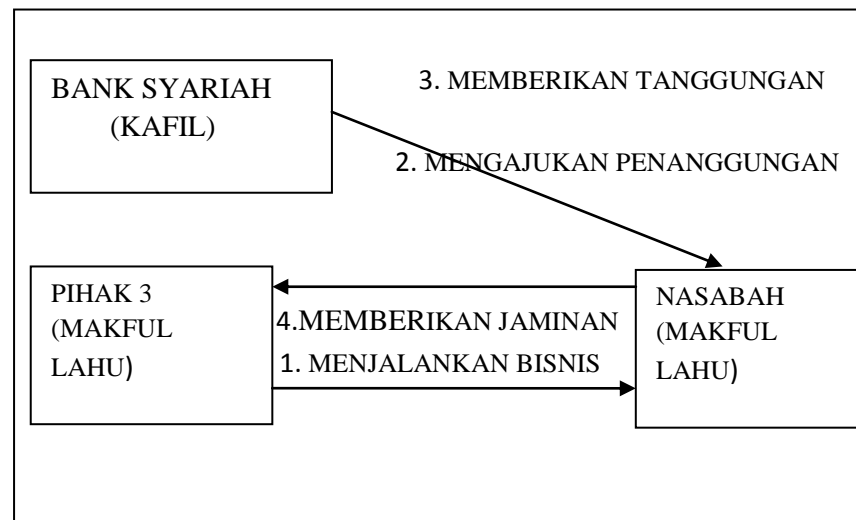 BANK SYARIAH
(KAFIL)
3. MEMBERIKAN TANGGUNGAN
2. MENGAJUKAN PENANGGUNGAN
PIHAK 3
(MAKFUL
LAHU)
4.MEMBERIKAN JAMINAN
1. MENJALANKAN BISNIS
NASABAH
(MAKFUL
LAHU)